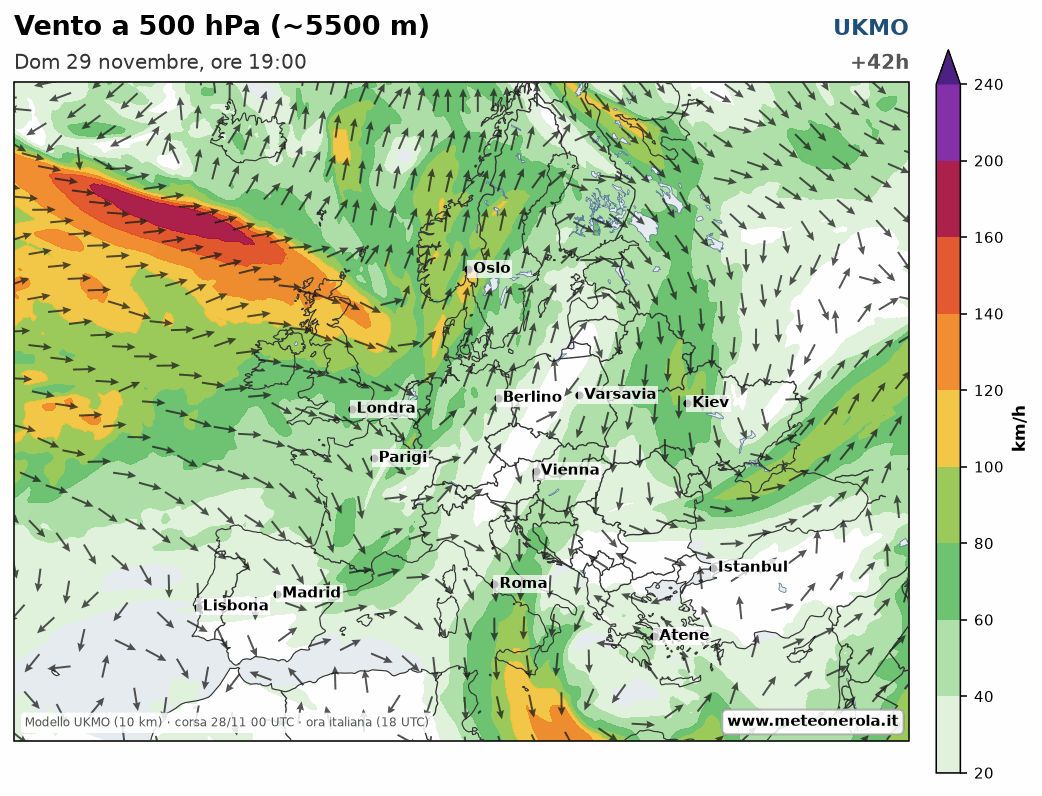 Vento a 500 hPa (~5500 m)
UKMO
Dom 29 novembre, ore 19:00
+42h
240
200
160
140
120
100
80
60
40
20
km/h
Oslo
Berlino
Varsavia
Kiev
Londra
Parigi
Vienna
Istanbul
Roma
Madrid
Lisbona
Atene
Modello UKMO (10 km) · corsa 28/11 00 UTC · ora italiana (18 UTC)
www.meteonerola.it